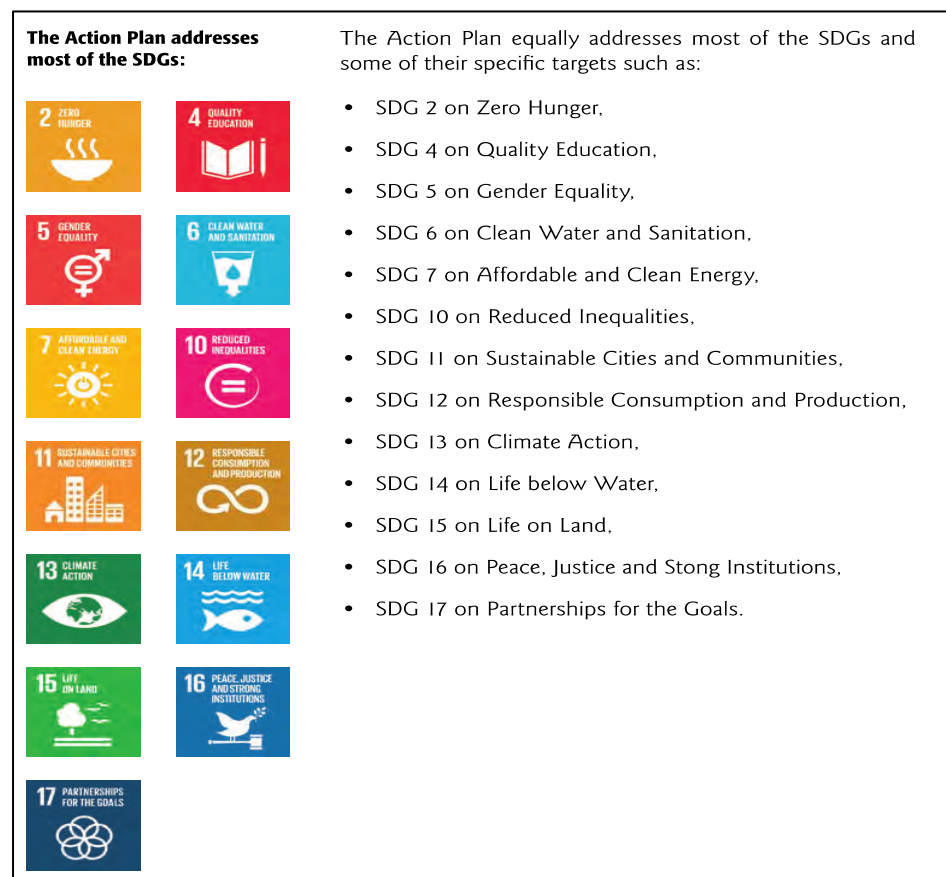 The Action Plan addresses
most of the SDGs:
2 ZERO
HUNGER
4 QUALITY
EDUCATION
5 GENDER
EQUALITY
6 CLEAN WATER
AND SANITATION
7 AFFORDABLE AND
CLEAN ENERGY
10 REDUCED
INEQUALITIES
11 SUSTAINABLE CITIES
AND COMMUNITIES
12 RESPONSIBLE
CONSUMPTION
AND PRODUCTION
13 CLIMATE
ACTION
14 LIFE
BELOW WATER
15 LIFE
ON LAND
16 PEACE, JUSTICE
AND STRONG
INSTITUTIONS
17 PARTNERSHIPS
FOR THE GOALS
The Action Plan equally addresses most of the SDGs and
some of their specific targets such as:
• SDG 2 on Zero Hunger,
• SDG 4 on Quality Education,
• SDG 5 on Gender Equality,
• SDG 6 on Clean Water and Sanitation,
• SDG 7 on Affordable and Clean Energy,
• SDG 10 on Reduced Inequalities,
• SDG 11 on Sustainable Cities and Communities,
• SDG 12 on Responsible Consumption and Production,
• SDG 13 on Climate Action,
• SDG 14 on Life below Water,
• SDG 15 on Life on Land,
• SDG 16 on Peace, Justice and Stong Institutions,
• SDG 17 on Partnerships for the Goals.